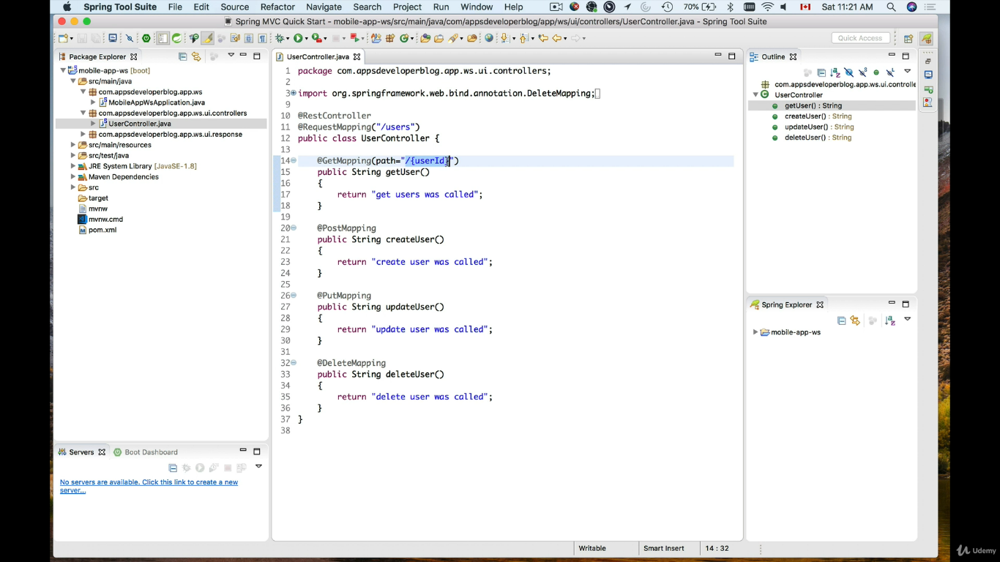 Spring Tool Suite File Edit Source Refactor Navigate Search Project Run Window Help 70% Sat 11:21 AM
Spring MVC Quick Start - mobile-app-ws/src/main/java/com/appsdeveloperblog/app/ws/ui/controllers/UserController.java - Spring Tool Suite
Quick Access
Package Explorer
mobile-app-ws [boot]
src/main/java
com.appsdeveloperblog.app.ws
MobileAppWsApplication.java
com.appsdeveloperblog.app.ws.ui.controllers
UserController.java
com.appsdeveloperblog.app.ws.ui.response
src/main/resources
src/test/java
JRE System Library [JavaSE-1.8]
Maven Dependencies
src
target
mvnw
mvnw.cmd
pom.xml
Servers Boot Dashboard
No servers are available. Click this link to create a new
server...
UserController.java
1 package com.appsdeveloperblog.app.ws.ui.controllers;
2
3 import org.springframework.web.bind.annotation.DeleteMapping;
9
10 @RestController
11 @RequestMapping("/users")
12 public class UserController {
13
14 @GetMapping(path="/{userId}")
15 public String getUser()
16 {
17 return "get users was called";
18 }
19
20 @PostMapping
21 public String createUser()
22 {
23 return "create user was called";
24 }
25
26 @PutMapping
27 public String updateUser()
28 {
29 return "update user was called";
30 }
31
32 @DeleteMapping
33 public String deleteUser()
34 {
35 return "delete user was called";
36 }
37 }
38
Outline
com.appsdeveloperblog.app.ws.ui.controlle
UserController
getUser() : String
createUser() : String
updateUser() : String
deleteUser() : String
Spring Explorer
mobile-app-ws
Writable Smart Insert 14 : 32
Udemy